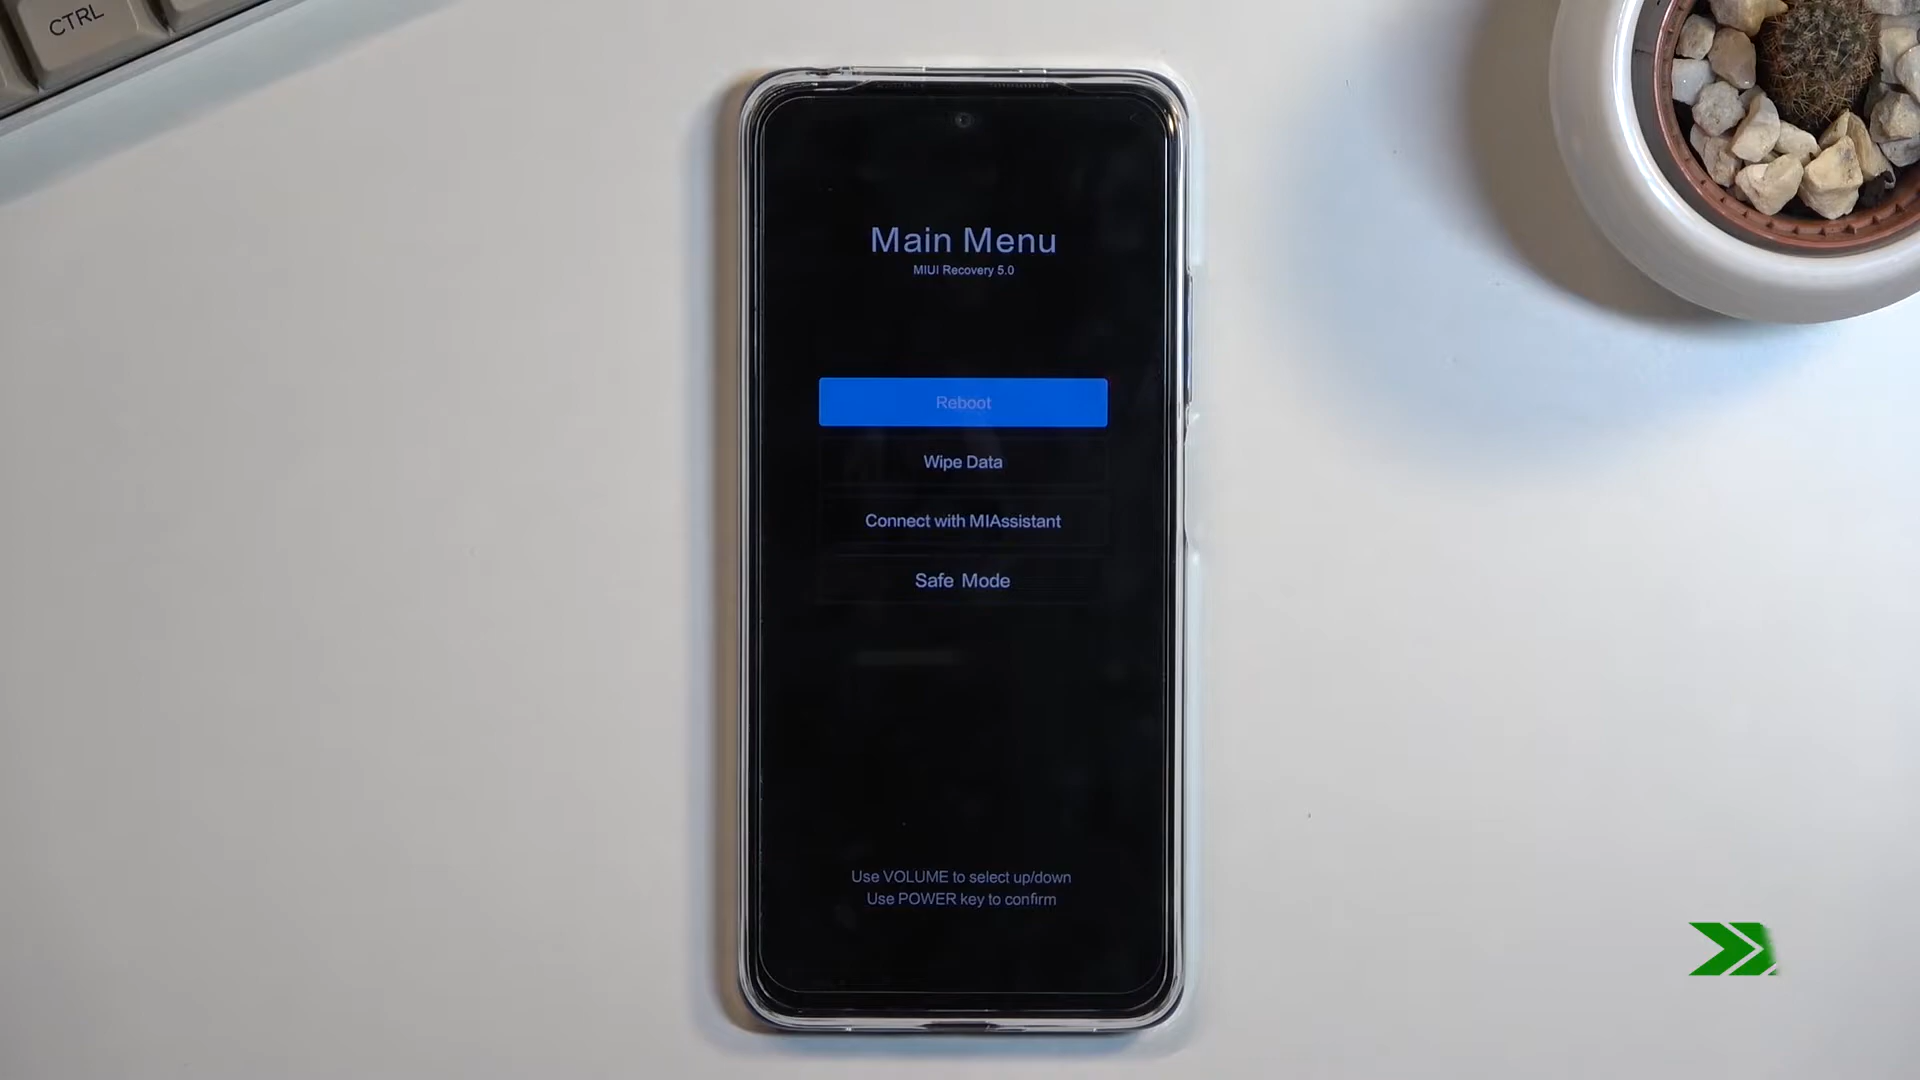 CTRL
Main Menu
MIUI Recovery 5.0
Reboot
Wipe Data
Connect with MIAssistant
Safe Mode
Use VOLUME to select up/down
Use POWER key to confirm